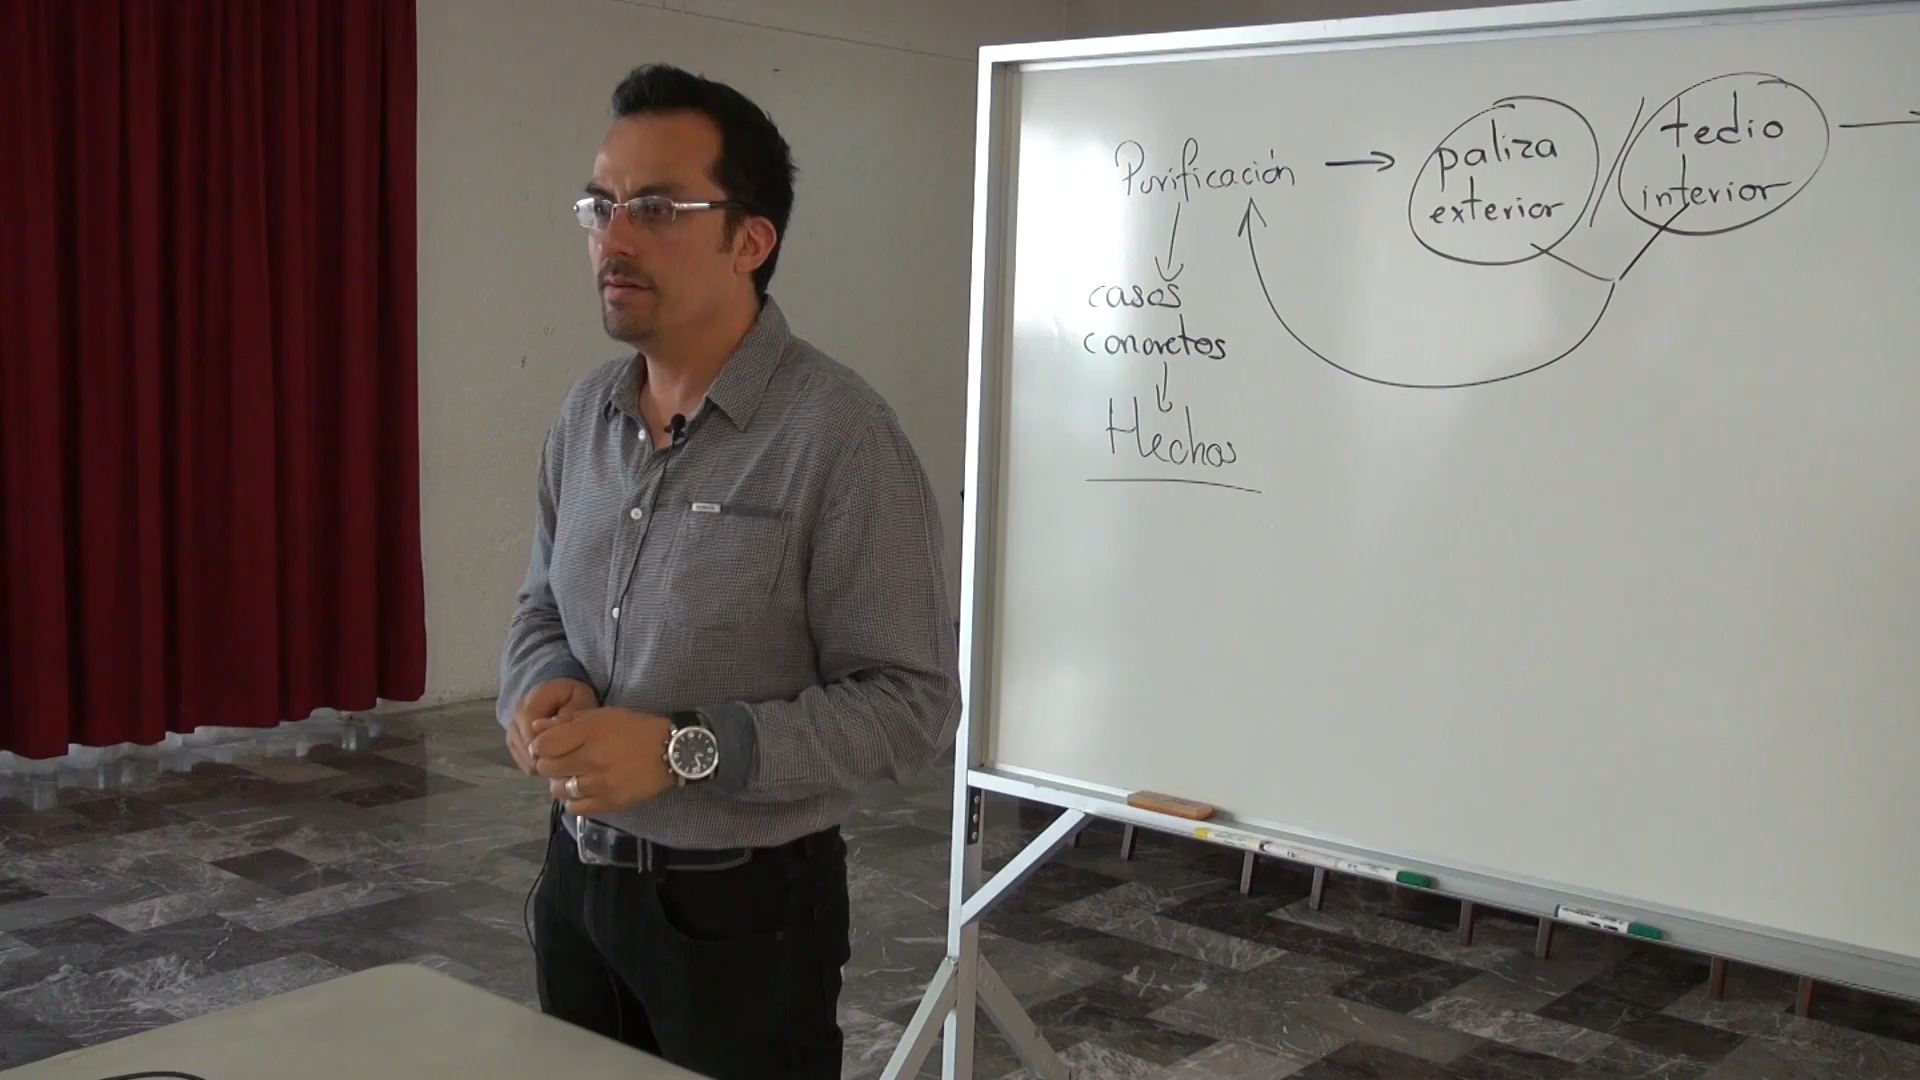 Purificación → paliza exterior / tedio interior →
casos
concretos
Hechos